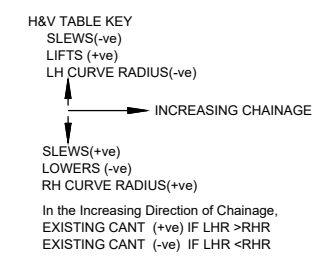 H&V TABLE KEY
SLEWS(-ve)
LIFTS (+ve)
LH CURVE RADIUS(-ve)
INCREASING CHAINAGE
SLEWS(+ve)
LOWERS (-ve)
RH CURVE RADIUS(+ve)
In the Increasing Direction of Chainage,
EXISTING CANT (+ve) IF LHR >RHR
EXISTING CANT (-ve) IF LHR <RHR